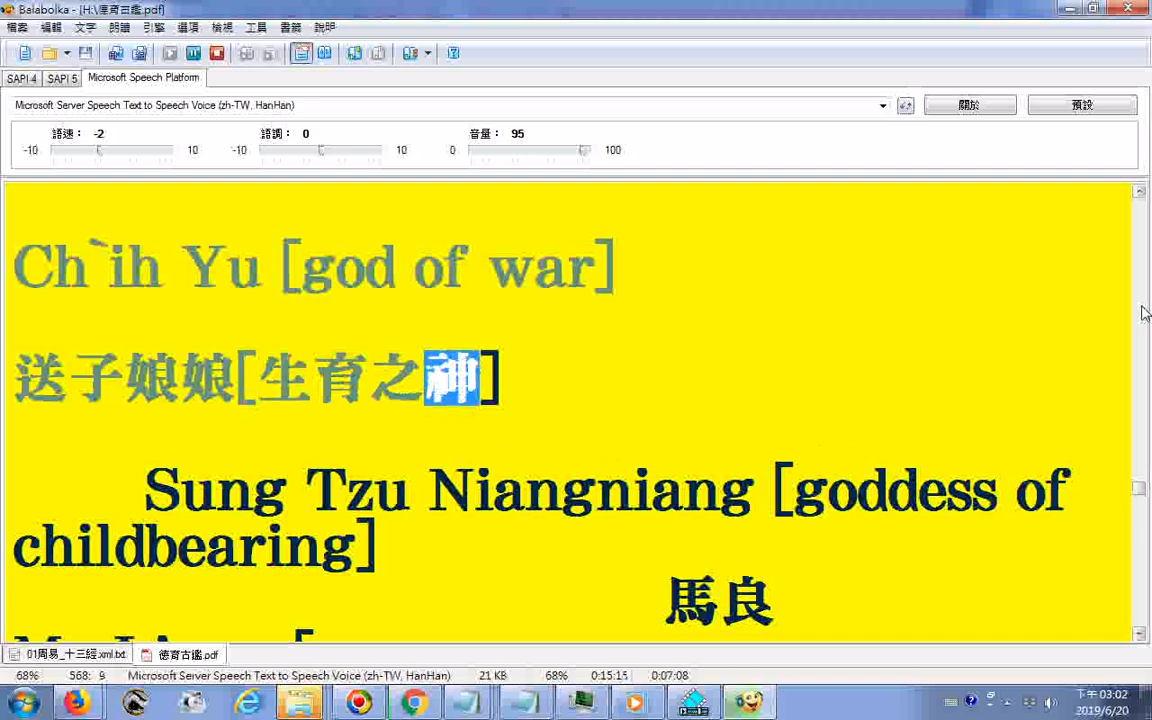 Balabolka - [H:\德育古鑑.pdf]
檔案 編輯 文字 朗讀 引擎 選項 檢視 工具 書籤 說明
SAPI 4 SAPI 5 Microsoft Speech Platform
Microsoft Server Speech Text to Speech Voice (zh-TW, HanHan) 關於 預設
語速： -2 語調： 0 音量： 95
-10 10 -10 10 0 100
Ch`ih Yu [god of war]
送子娘娘[生育之神]
Sung Tzu Niangniang [goddess of
childbearing]
馬良
01周易_十三經.xml.txt 德育古鑑.pdf
68% 568: 9 Microsoft Server Speech Text to Speech Voice (zh-TW, HanHan) 21 KB 68% 0:15:15 0:07:08
下午 03:02
2019/6/20